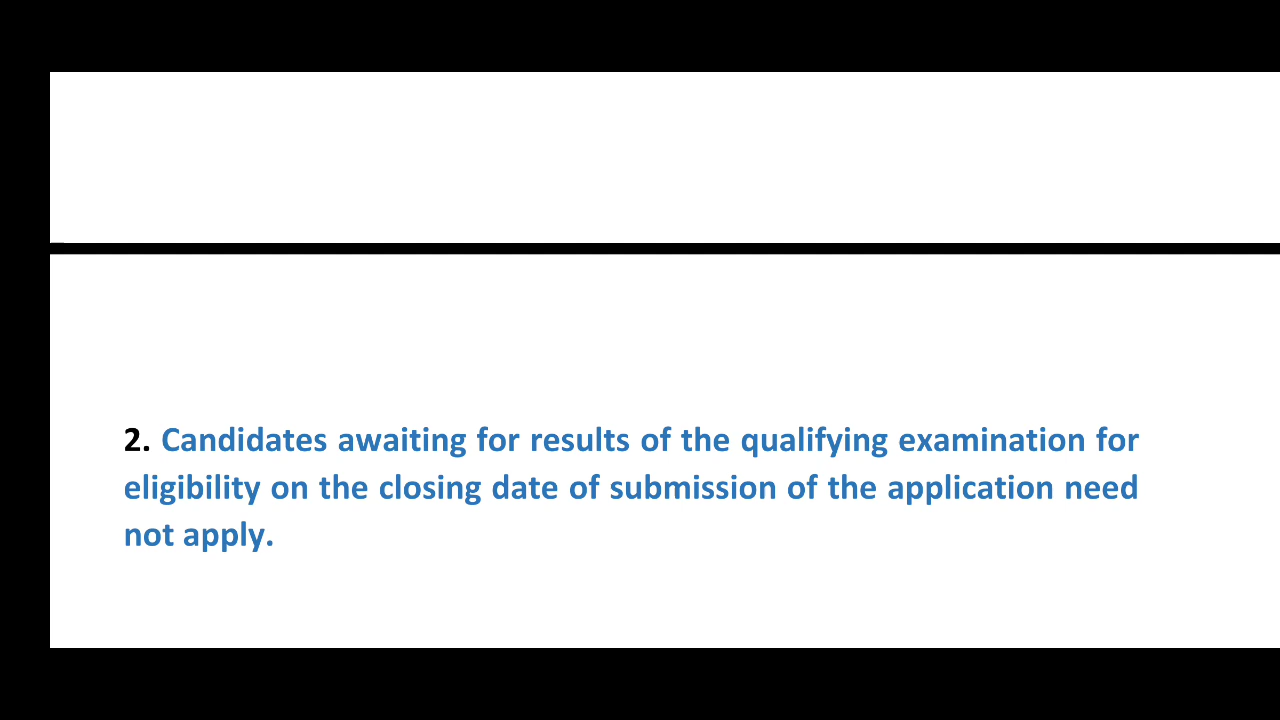 2. Candidates awaiting for results of the qualifying examination for
eligibility on the closing date of submission of the application need
not apply.